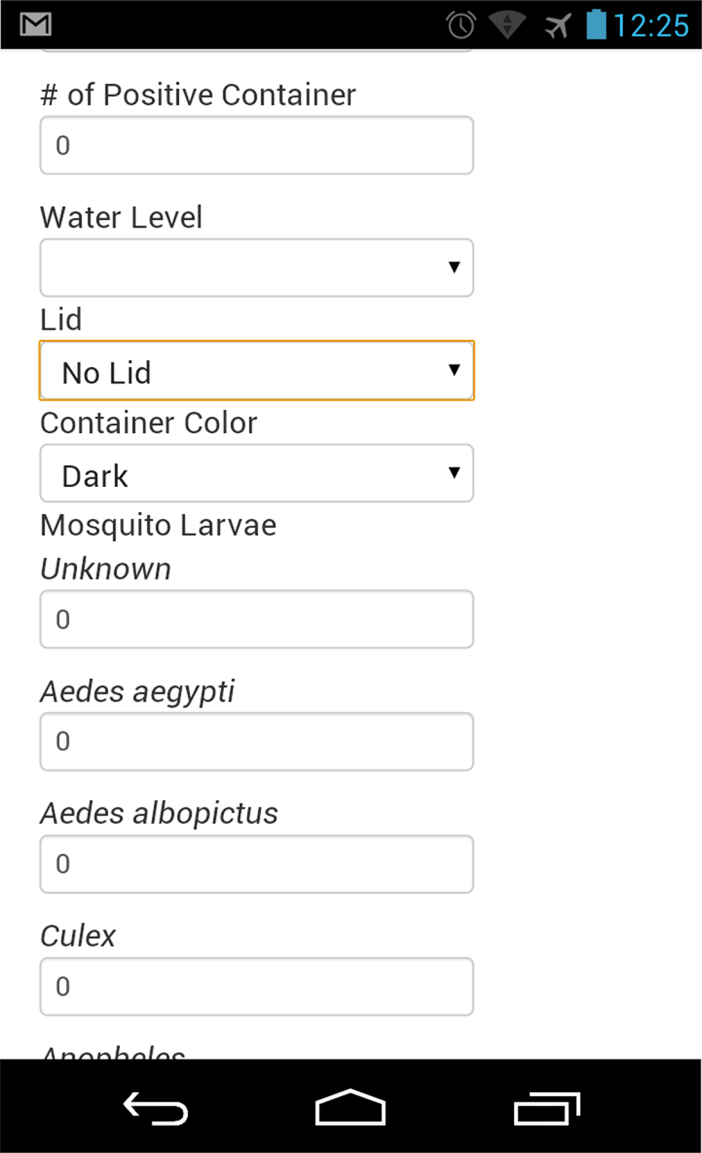 12:25
# of Positive Container
0
Water Level
Lid
No Lid
Container Color
Dark
Mosquito Larvae
Unknown
0
Aedes aegypti
0
Aedes albopictus
0
Culex
0
Anopheles